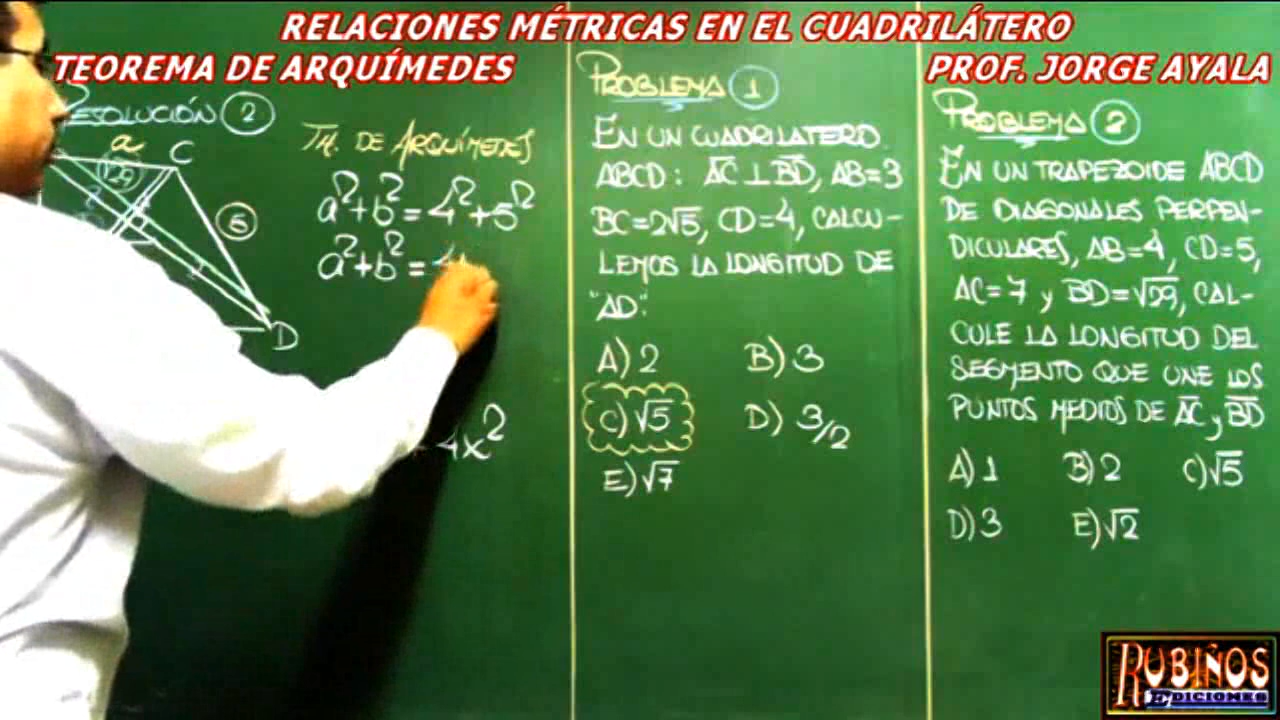 RELACIONES MÉTRICAS EN EL CUADRILÁTERO
TEOREMA DE ARQUÍMEDES
PROF. JORGE AYALA
RESOLUCIÓN 2
a
√29
C
5
D
TH. DE ARQUÍMEDES
a²+b²=4²+5²
a²+b²=
4x²
PROBLEMA 1
EN UN CUADRILATERO
ABCD: AC⊥BD, AB=3
BC=2√5, CD=4, CALCU-
LEMOS LA LONGITUD DE
"AD".
A) 2 B) 3
C) √5 D) 3/2
E) √7
PROBLEMA 2
EN UN TRAPEZOIDE ABCD
DE DIAGONALES PERPEN-
DICULARES, AB=4, CD=5,
AC=7 y BD=√29, CAL-
CULE LA LONGITUD DEL
SEGMENTO QUE UNE LOS
PUNTOS MEDIOS DE AC y BD
A) 1 B) 2 C) √5
D) 3 E) √2
RUBIÑOS
EDICIONES